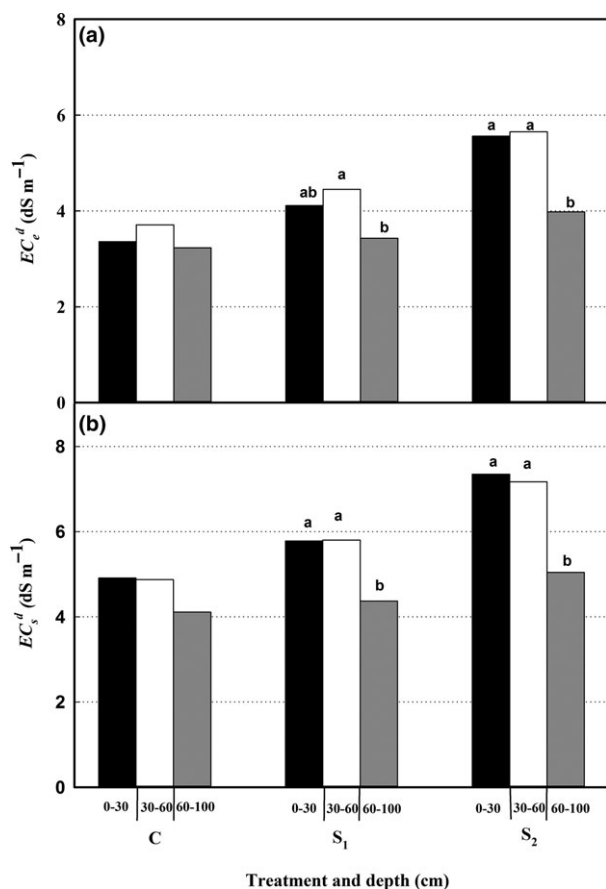 (a)
8
6
4
2
0
EC_e^d (dS m⁻¹)
ab a b
a a b
(b)
8
6
4
2
0
EC_s^d (dS m⁻¹)
a a b
a a b
0-30 30-60 60-100 0-30 30-60 60-100 0-30 30-60 60-100
C S₁ S₂
Treatment and depth (cm)